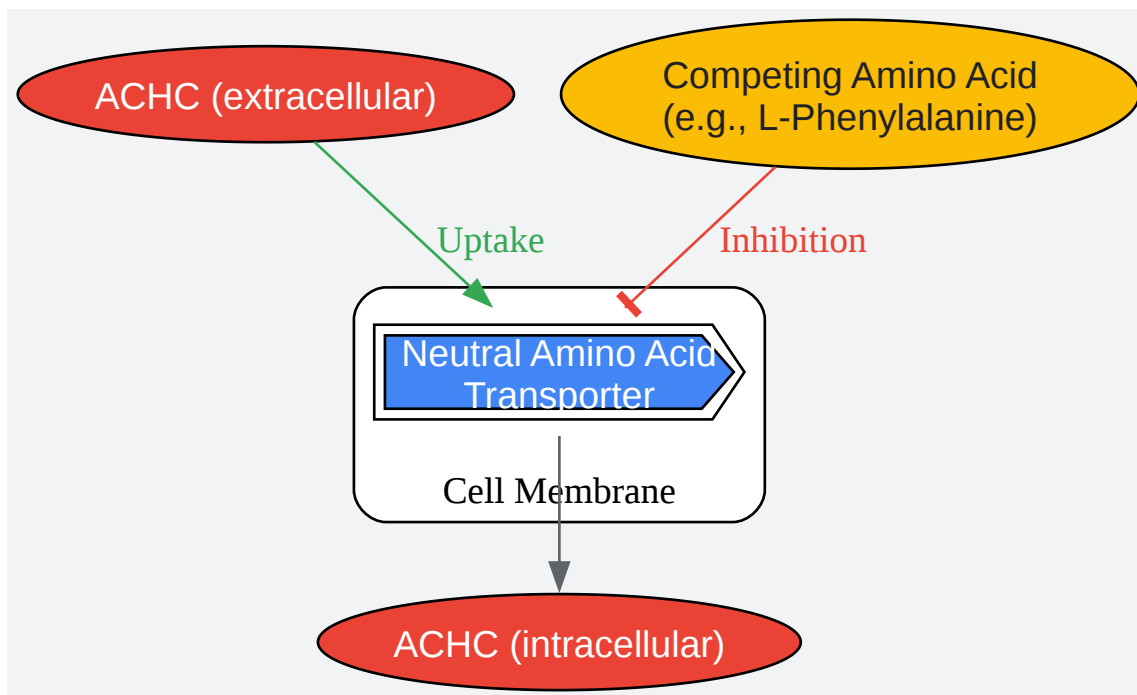 ACHC (extracellular)
Competing Amino Acid
(e.g., L-Phenylalanine)
Uptake
Inhibition
Neutral Amino Acid
Transporter
Cell Membrane
ACHC (intracellular)